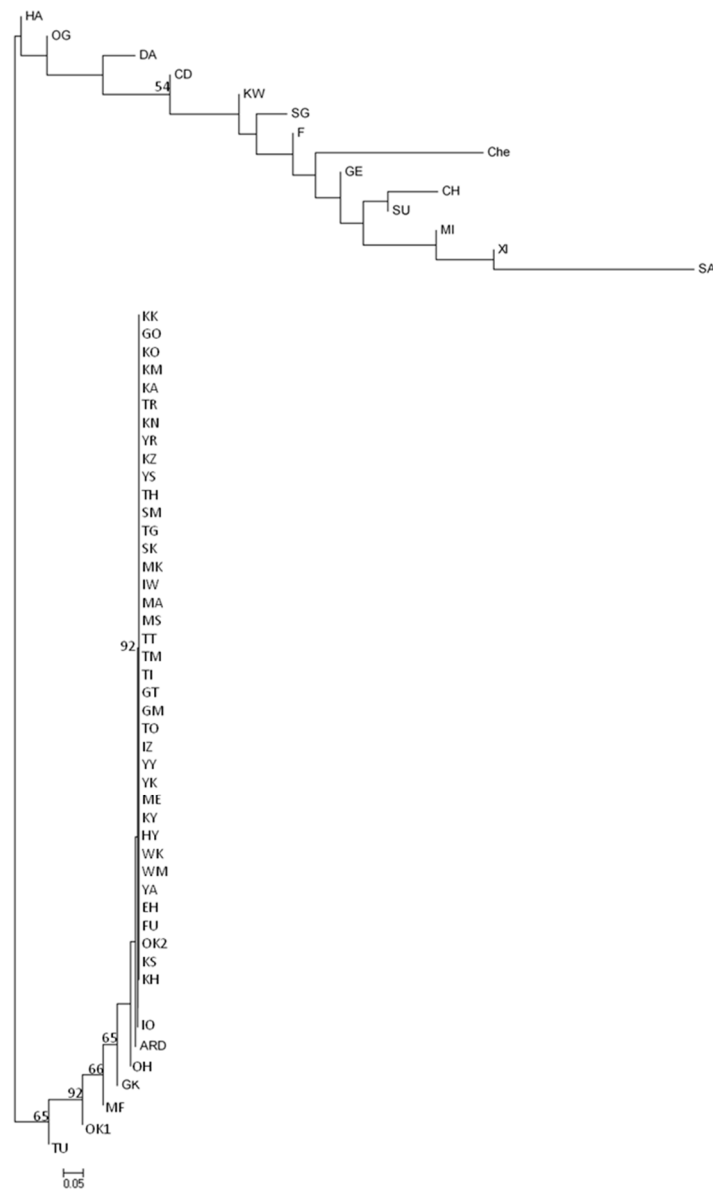 HA
OG
DA
CD
54
KW
SG
F
Che
GE
CH
SU
MI
XI
SA
KK
GO
KO
KM
KA
TR
KN
YR
KZ
YS
TH
SM
TG
SK
MK
IW
MA
MS
TT
92
TM
TI
GT
GM
TO
IZ
YY
YK
ME
KY
HY
WK
WM
YA
EH
FU
OK2
KS
KH
IO
65
ARD
OH
66
GK
92
MF
65
OK1
TU
0.05